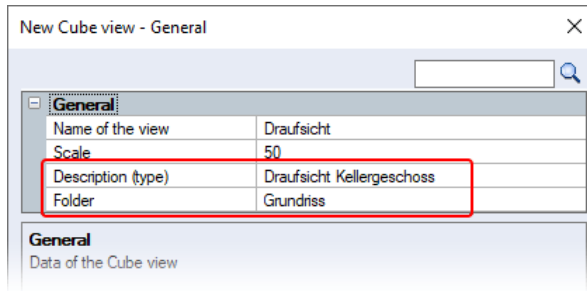 New Cube view - General
General
Name of the view Draufsicht
Scale 50
Description (type) Draufsicht Kellergeschoss
Folder Grundriss
General
Data of the Cube view